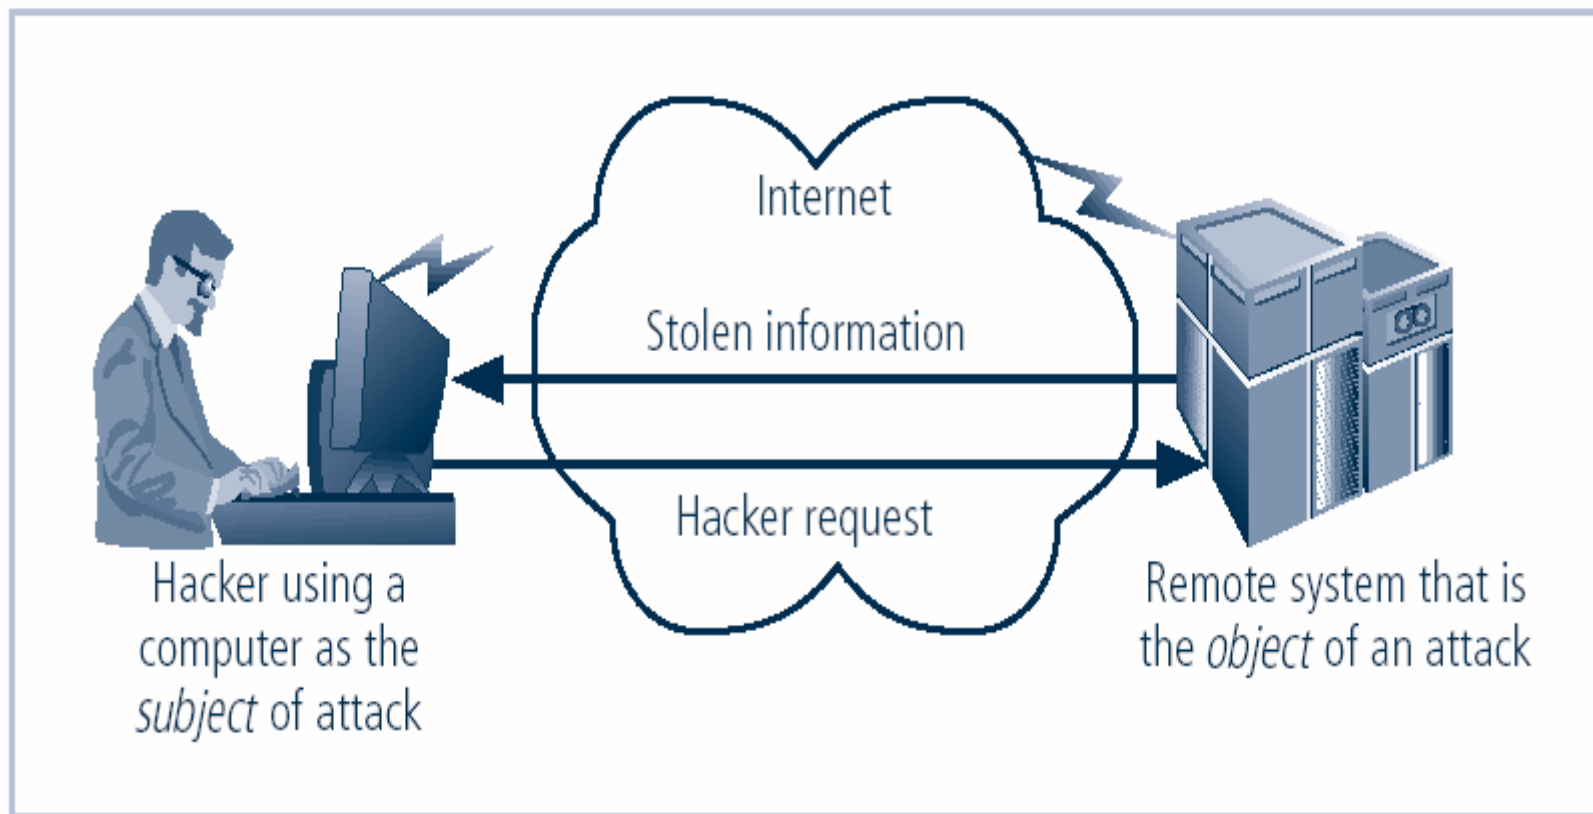 Internet
Stolen information
Hacker request
Hacker using a
computer as the
subject of attack
Remote system that is
the object of an attack